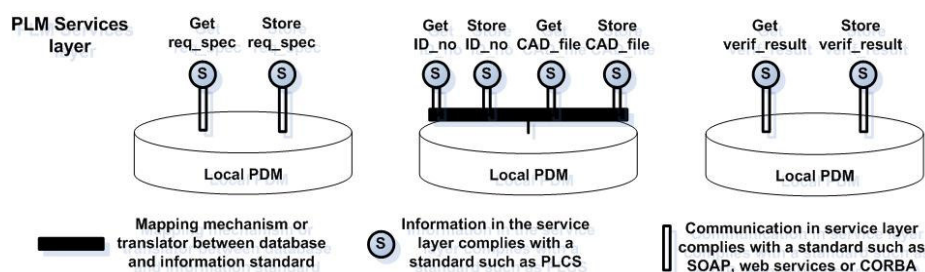 PLM Services
layer
Get
req_spec
Store
req_spec
Get
ID_no
Store
ID_no
Get
CAD_file
Store
CAD_file
Get
verif_result
Store
verif_result
S
S
S
S
S
S
S
S
Local PDM
Local PDM
Local PDM
Mapping mechanism or
translator between database
and information standard
S
Information in the service
layer complies with a
standard such as PLCS
Communication in service layer
complies with a standard such as
SOAP, web services or CORBA